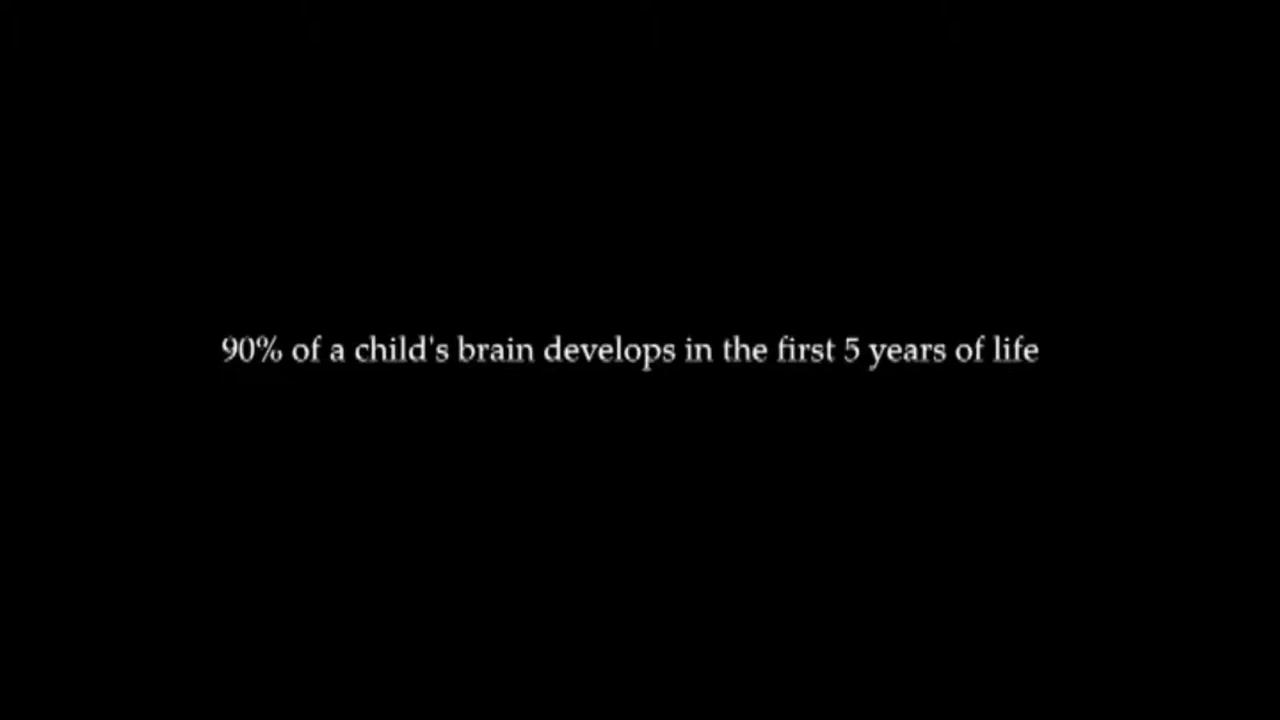 90% of a child's brain develops in the first 5 years of life